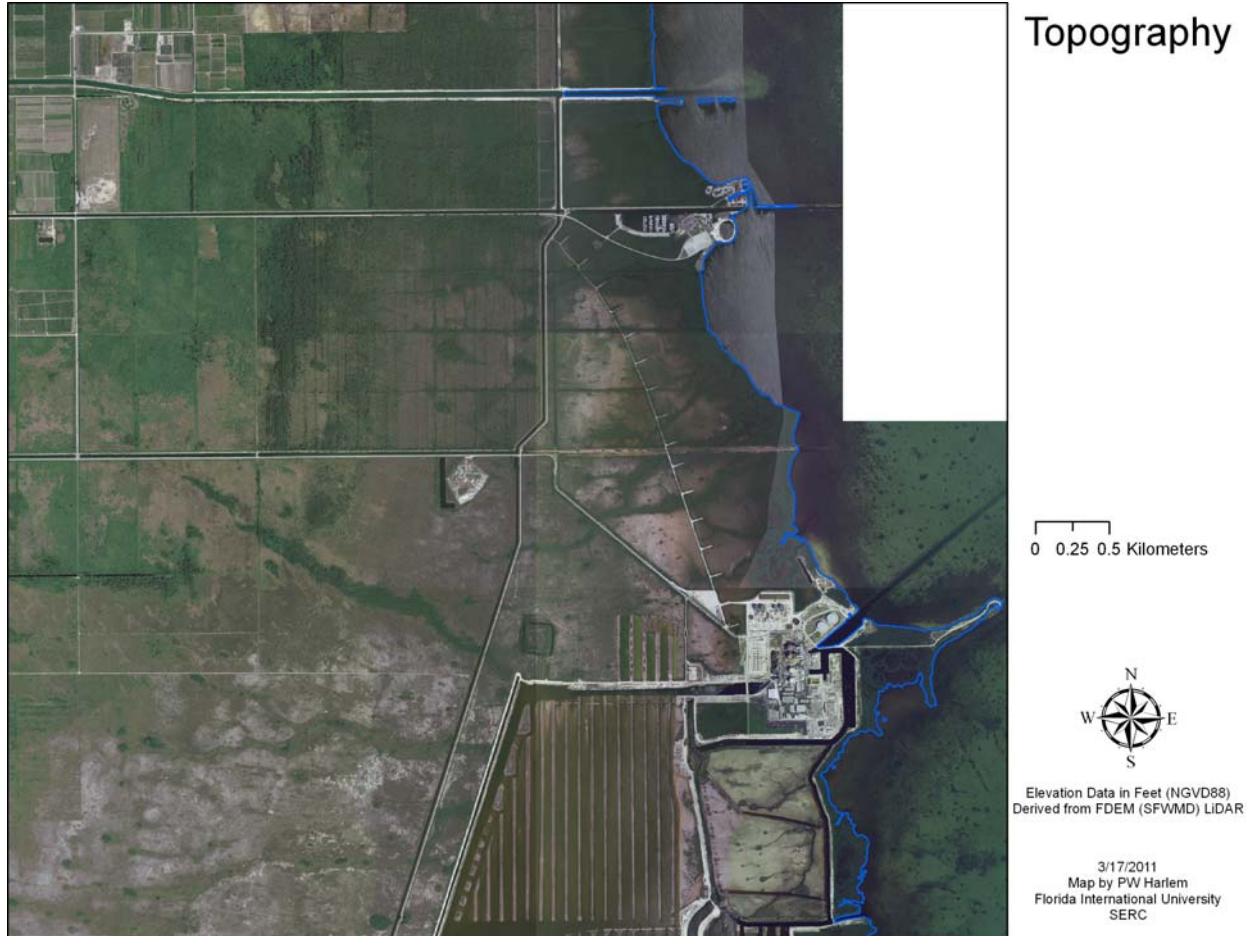 Topography
0 0.25 0.5 Kilometers
N
W E
S
Elevation Data in Feet (NGVD88)
Derived from FDEM (SFWMD) LiDAR
3/17/2011
Map by PW Harlem
Florida International University
SERC